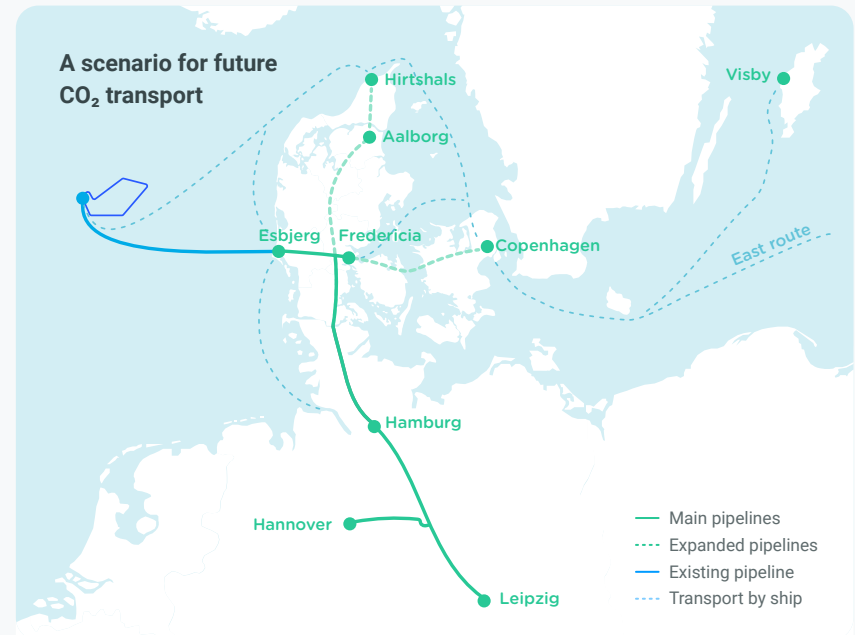 A scenario for future
CO₂ transport
Hirtshals
Visby
Aalborg
Esbjerg
Fredericia
Copenhagen
East route
Hamburg
Hannover
Leipzig
Main pipelines
Expanded pipelines
Existing pipeline
Transport by ship